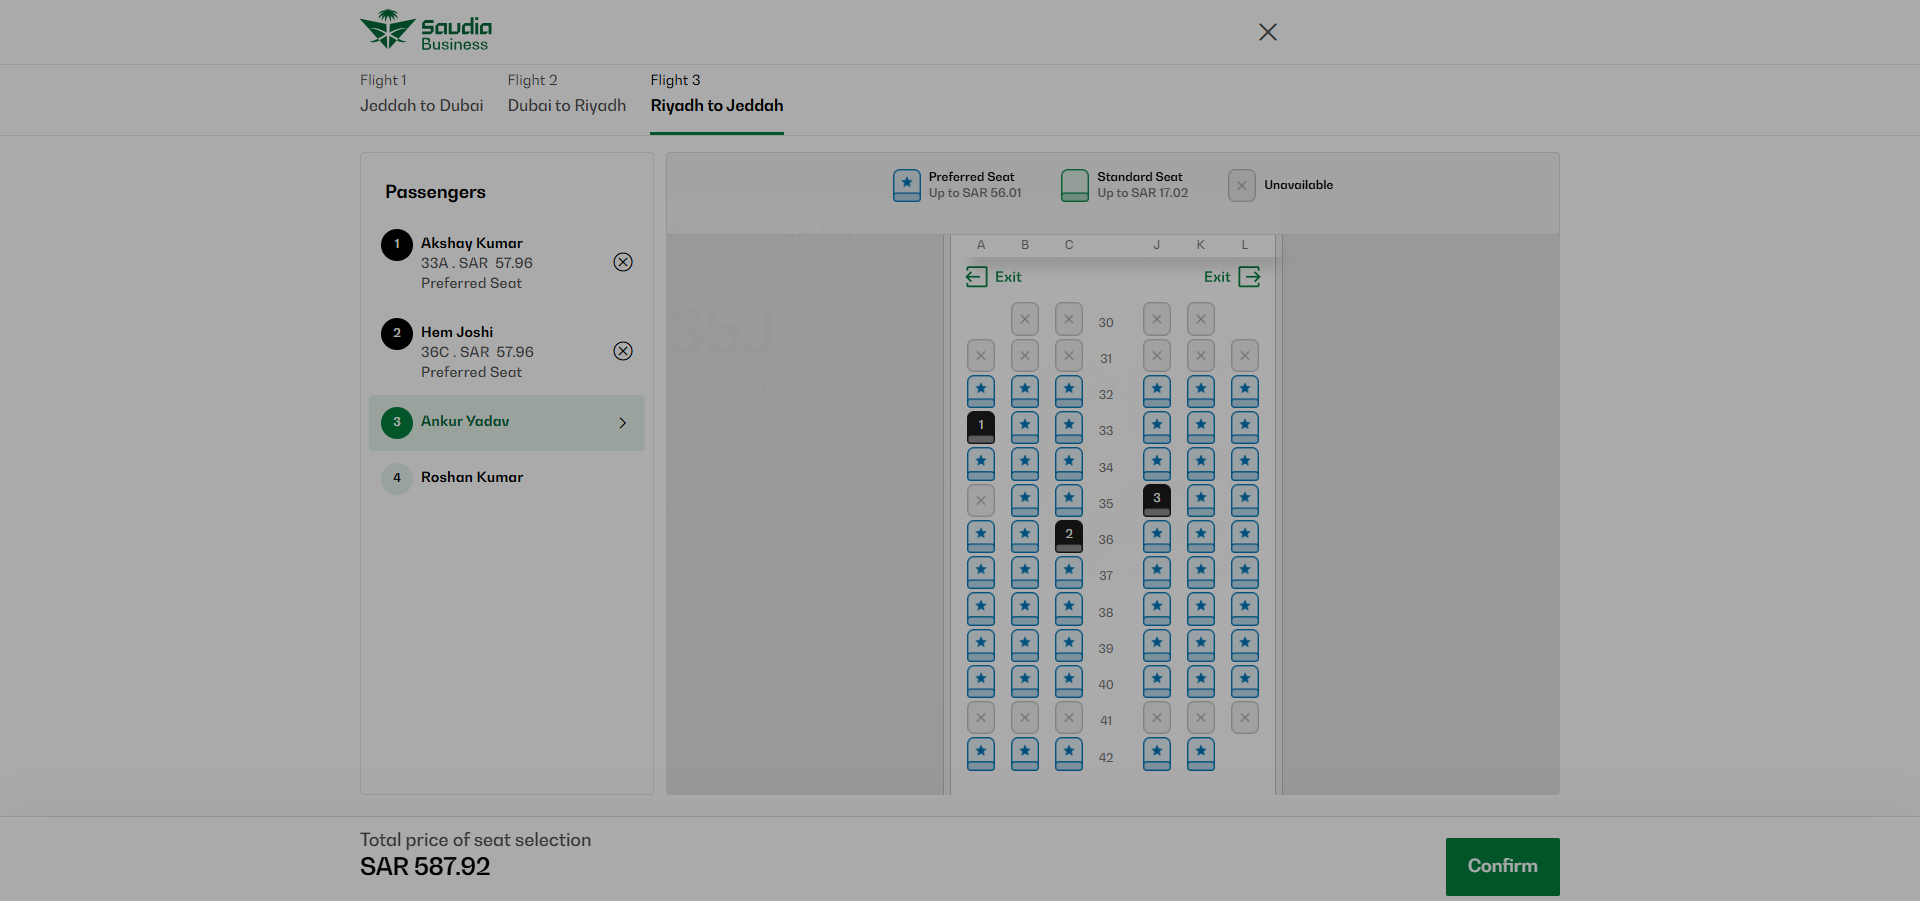 Saudia
Business
Flight 1
Jeddah to Dubai
Flight 2
Dubai to Riyadh
Flight 3
Riyadh to Jeddah
Passengers
1
Akshay Kumar
33A . SAR 57.96
Preferred Seat
2
Hem Joshi
36C . SAR 57.96
Preferred Seat
3
Ankur Yadav
4
Roshan Kumar
Preferred Seat
Up to SAR 56.01
Standard Seat
Up to SAR 17.02
Unavailable
A B C J K L
Exit Exit
30
31
32
1 33
34
35 3
2 36
37
38
39
40
41
42
35J
Total price of seat selection
SAR 587.92
Confirm